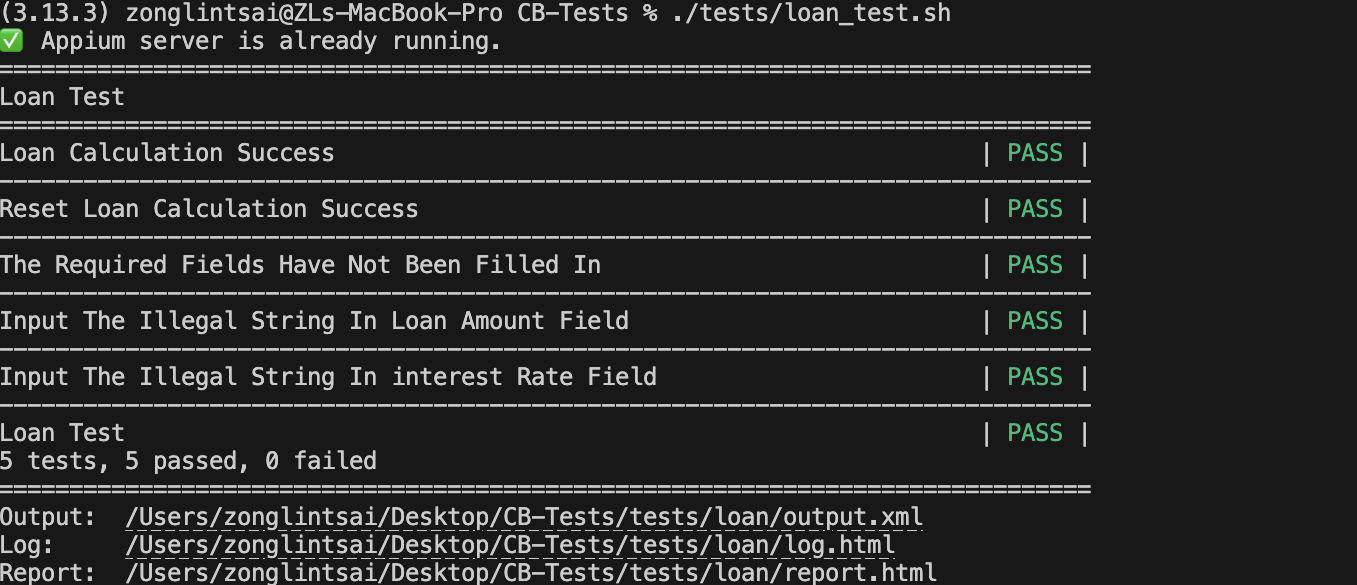 (3.13.3) zonglintsai@ZLs-MacBook-Pro CB-Tests % ./tests/loan_test.sh
✅ Appium server is already running.
==============================================================================
Loan Test
==============================================================================
Loan Calculation Success | PASS |
------------------------------------------------------------------------------
Reset Loan Calculation Success | PASS |
------------------------------------------------------------------------------
The Required Fields Have Not Been Filled In | PASS |
------------------------------------------------------------------------------
Input The Illegal String In Loan Amount Field | PASS |
------------------------------------------------------------------------------
Input The Illegal String In interest Rate Field | PASS |
------------------------------------------------------------------------------
Loan Test | PASS |
5 tests, 5 passed, 0 failed
==============================================================================
Output: /Users/zonglintsai/Desktop/CB-Tests/tests/loan/output.xml
Log: /Users/zonglintsai/Desktop/CB-Tests/tests/loan/log.html
Report: /Users/zonglintsai/Desktop/CB-Tests/tests/loan/report.html